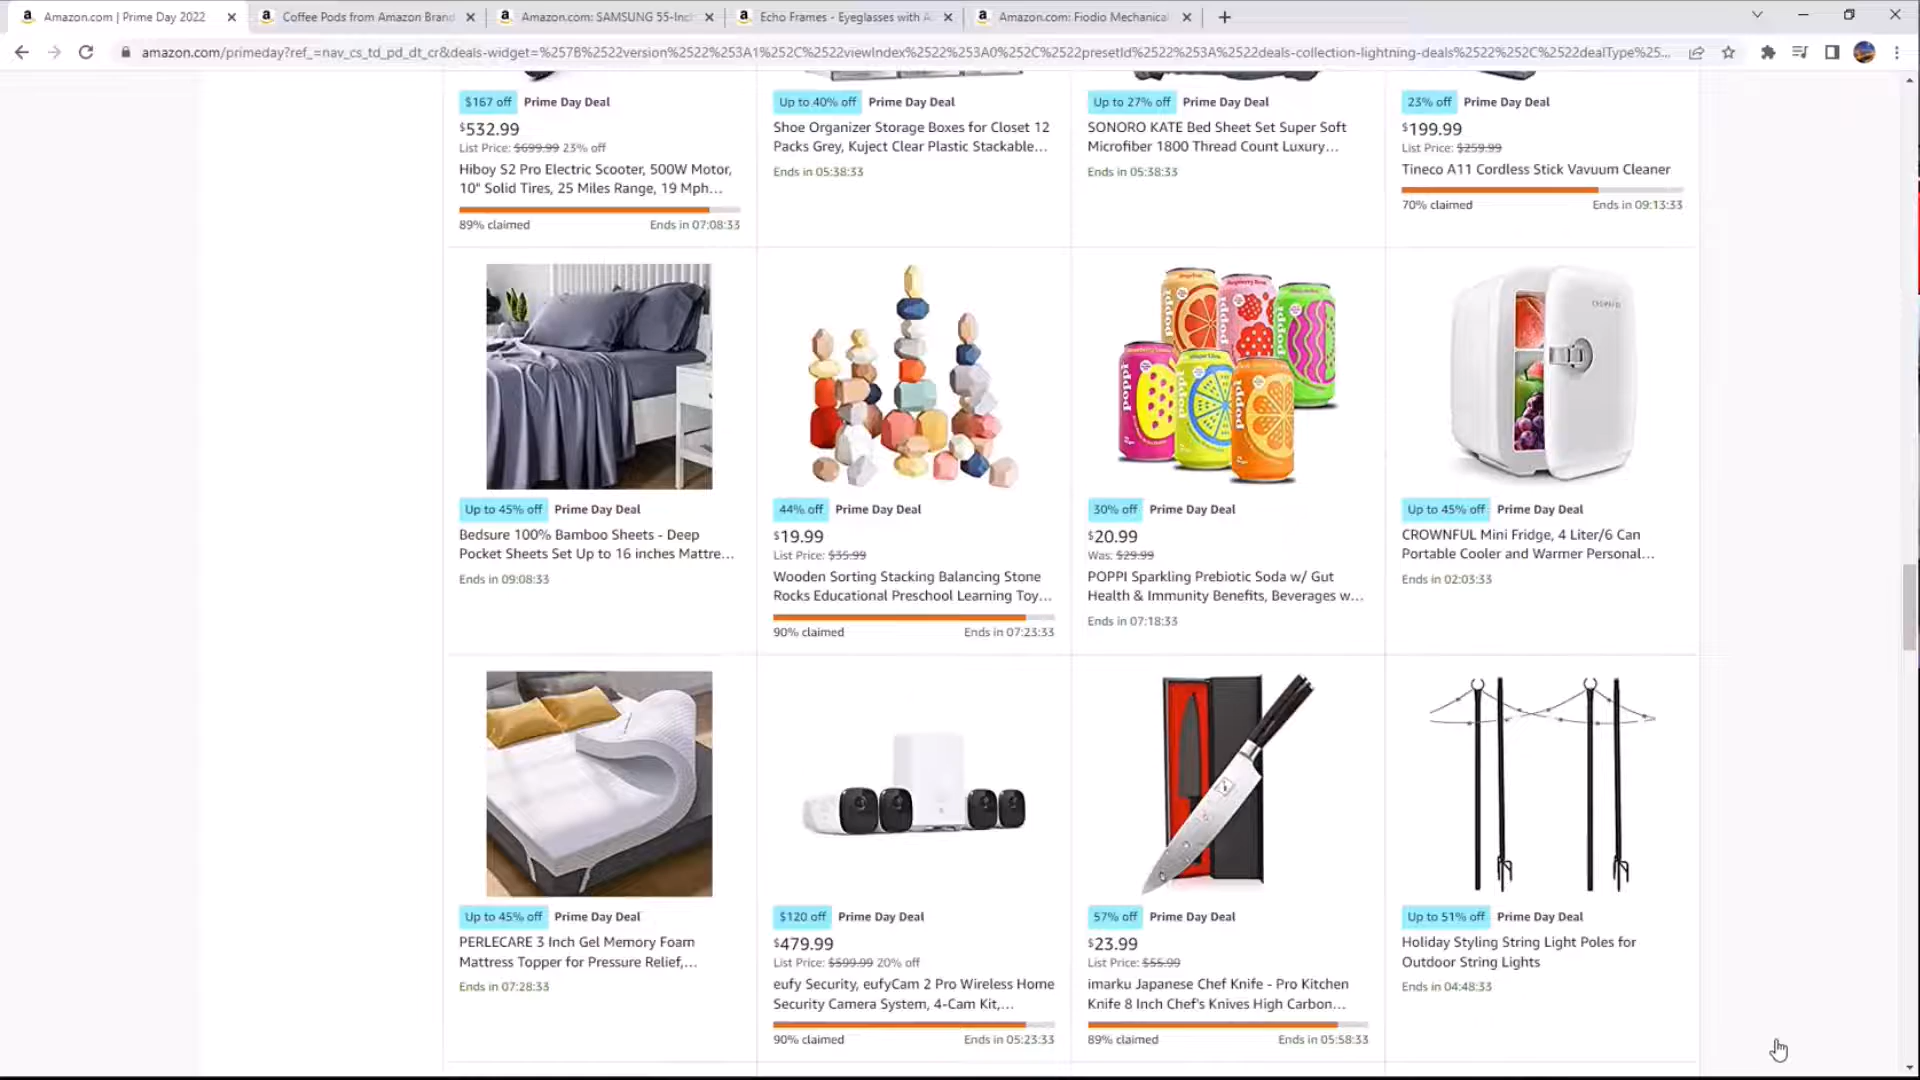 Amazon.com | Prime Day 2022
Coffee Pods from Amazon Brand
Amazon.com: SAMSUNG 55-Inc
Echo Frames - Eyeglasses with A
Amazon.com: Fiodio Mechanical
amazon.com/primeday?ref_=nav_cs_td_pd_dt_cr&deals-widget=%257B%2522version%2522%253A1%252C%2522viewIndex%2522%253A0%252C%2522presetId%2522%253A%2522deals-collection-lightning-deals%2522%252C%2522dealType%25...
$167 off Prime Day Deal
$532.99
List Price: $699.99 23% off
Hiboy S2 Pro Electric Scooter, 500W Motor,
10" Solid Tires, 25 Miles Range, 19 Mph...
89% claimed Ends in 07:08:33
Up to 40% off Prime Day Deal
Shoe Organizer Storage Boxes for Closet 12
Packs Grey, Kuject Clear Plastic Stackable...
Ends in 05:38:33
Up to 27% off Prime Day Deal
SONORO KATE Bed Sheet Set Super Soft
Microfiber 1800 Thread Count Luxury...
Ends in 05:38:33
23% off Prime Day Deal
$199.99
List Price: $259.99
Tineco A11 Cordless Stick Vavuum Cleaner
70% claimed Ends in 09:13:33
Up to 45% off Prime Day Deal
Bedsure 100% Bamboo Sheets - Deep
Pocket Sheets Set Up to 16 inches Mattre...
Ends in 09:08:33
44% off Prime Day Deal
$19.99
List Price: $35.99
Wooden Sorting Stacking Balancing Stone
Rocks Educational Preschool Learning Toy...
90% claimed Ends in 07:23:33
poppi
poppi
poppi
30% off Prime Day Deal
$20.99
Was: $29.99
POPPI Sparkling Prebiotic Soda w/ Gut
Health & Immunity Benefits, Beverages w...
Ends in 07:18:33
CROWNFUL
Up to 45% off Prime Day Deal
CROWNFUL Mini Fridge, 4 Liter/6 Can
Portable Cooler and Warmer Personal...
Ends in 02:03:33
Up to 45% off Prime Day Deal
PERLECARE 3 Inch Gel Memory Foam
Mattress Topper for Pressure Relief,...
Ends in 07:28:33
$120 off Prime Day Deal
$479.99
List Price: $599.99 20% off
eufy Security, eufyCam 2 Pro Wireless Home
Security Camera System, 4-Cam Kit,...
90% claimed Ends in 05:23:33
57% off Prime Day Deal
$23.99
List Price: $55.99
imarku Japanese Chef Knife - Pro Kitchen
Knife 8 Inch Chef's Knives High Carbon...
89% claimed Ends in 05:58:33
Up to 51% off Prime Day Deal
Holiday Styling String Light Poles for
Outdoor String Lights
Ends in 04:48:33